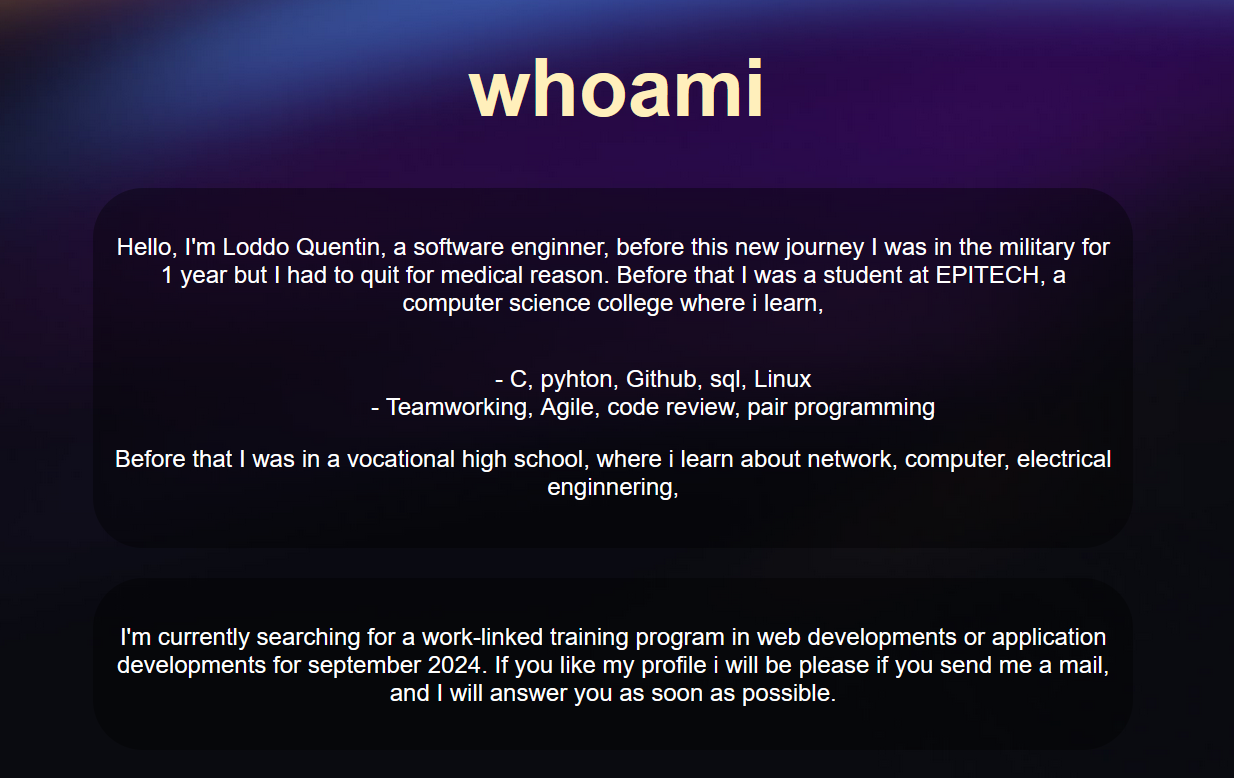 whoami
Hello, I'm Loddo Quentin, a software enginner, before this new journey I was in the military for
1 year but I had to quit for medical reason. Before that I was a student at EPITECH, a
computer science college where i learn,
- C, pyhton, Github, sql, Linux
- Teamworking, Agile, code review, pair programming
Before that I was in a vocational high school, where i learn about network, computer, electrical
enginnering,
I'm currently searching for a work-linked training program in web developments or application
developments for september 2024. If you like my profile i will be please if you send me a mail,
and I will answer you as soon as possible.